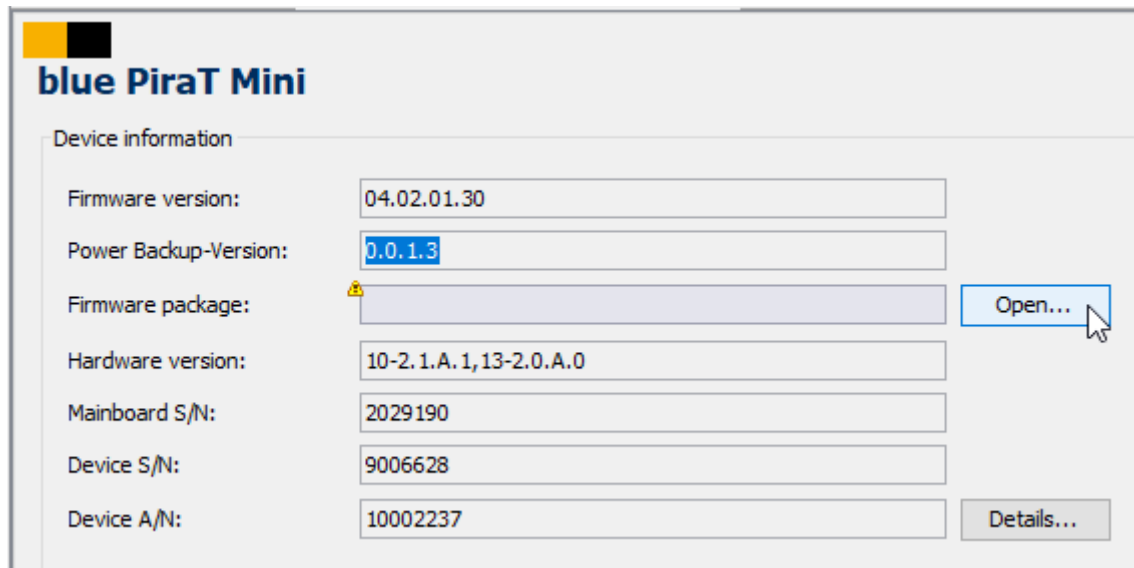 blue PiraT Mini
Device information
Firmware version: 04.02.01.30
Power Backup-Version: 0.0.1.3
Firmware package: Open...
Hardware version: 10-2.1.A.1,13-2.0.A.0
Mainboard S/N: 2029190
Device S/N: 9006628
Device A/N: 10002237 Details...